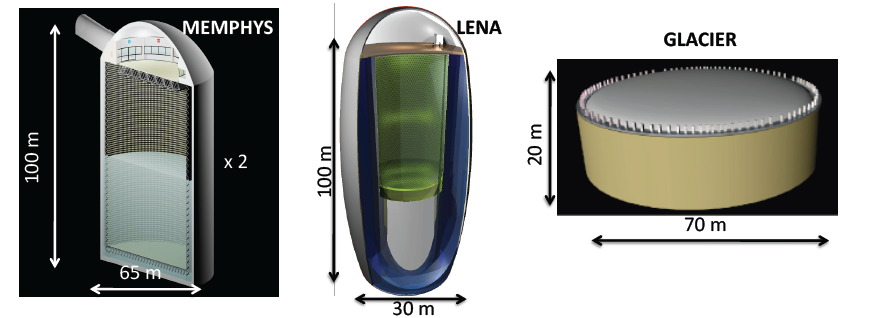 MEMPHYS
100 m
x 2
65 m
LENA
100 m
30 m
GLACIER
20 m
70 m